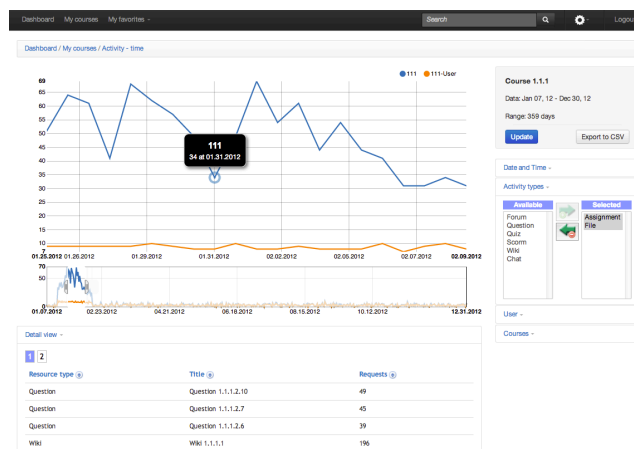 Dashboard My courses My favorites Search Logou
Dashboard / My courses / Activity - time
111 111-User
69
65
60
55
50
45
40
35
30
25
20
15
10
7
111
34 at 01.31.2012
01.25.2012 01.26.2012 01.29.2012 01.31.2012 02.02.2012 02.05.2012 02.07.2012 02.09.2012
70
50
0
01.07.2012 02.23.2012 04.21.2012 06.18.2012 08.15.2012 10.12.2012 12.31.2012
Detail view
1 2
Resource type Title Requests
Question Question 1.1.1.2.10 49
Question Question 1.1.1.2.7 45
Question Question 1.1.1.2.6 39
Wiki Wiki 1.1.1.1 196
Course 1.1.1
Data: Jan 07, 12 - Dec 30, 12
Range: 359 days
Update Export to CSV
Date and Time
Activity types
Available Selected
Forum Assignment
Question File
Quiz
Scorm
Wiki
Chat
User
Courses